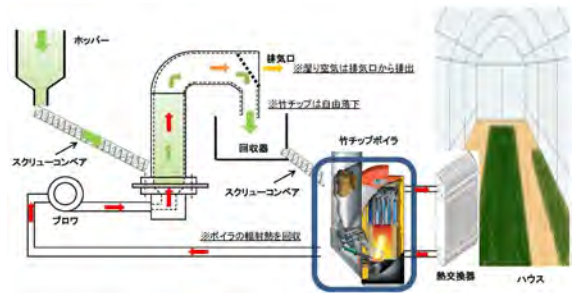 ホッパー
排気口
※湿り空気は排気口から排出
※竹チップは自由落下
回収器
竹チップボイラ
スクリューコンベア
スクリューコンベア
ブロワ
※ボイラの輻射熱を回収
熱交換器
ハウス